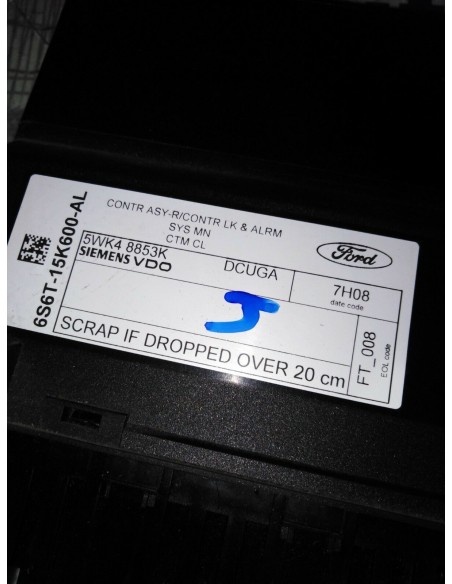 6S6T-15K600-AL
CONTR ASY-R/CONTR LK & ALRM
SYS MN
CTM CL
Ford
5WK4 8853K
SIEMENS VDO
DCUGA
7H08
date code
SCRAP IF DROPPED OVER 20 cm
FT_008
EOL code